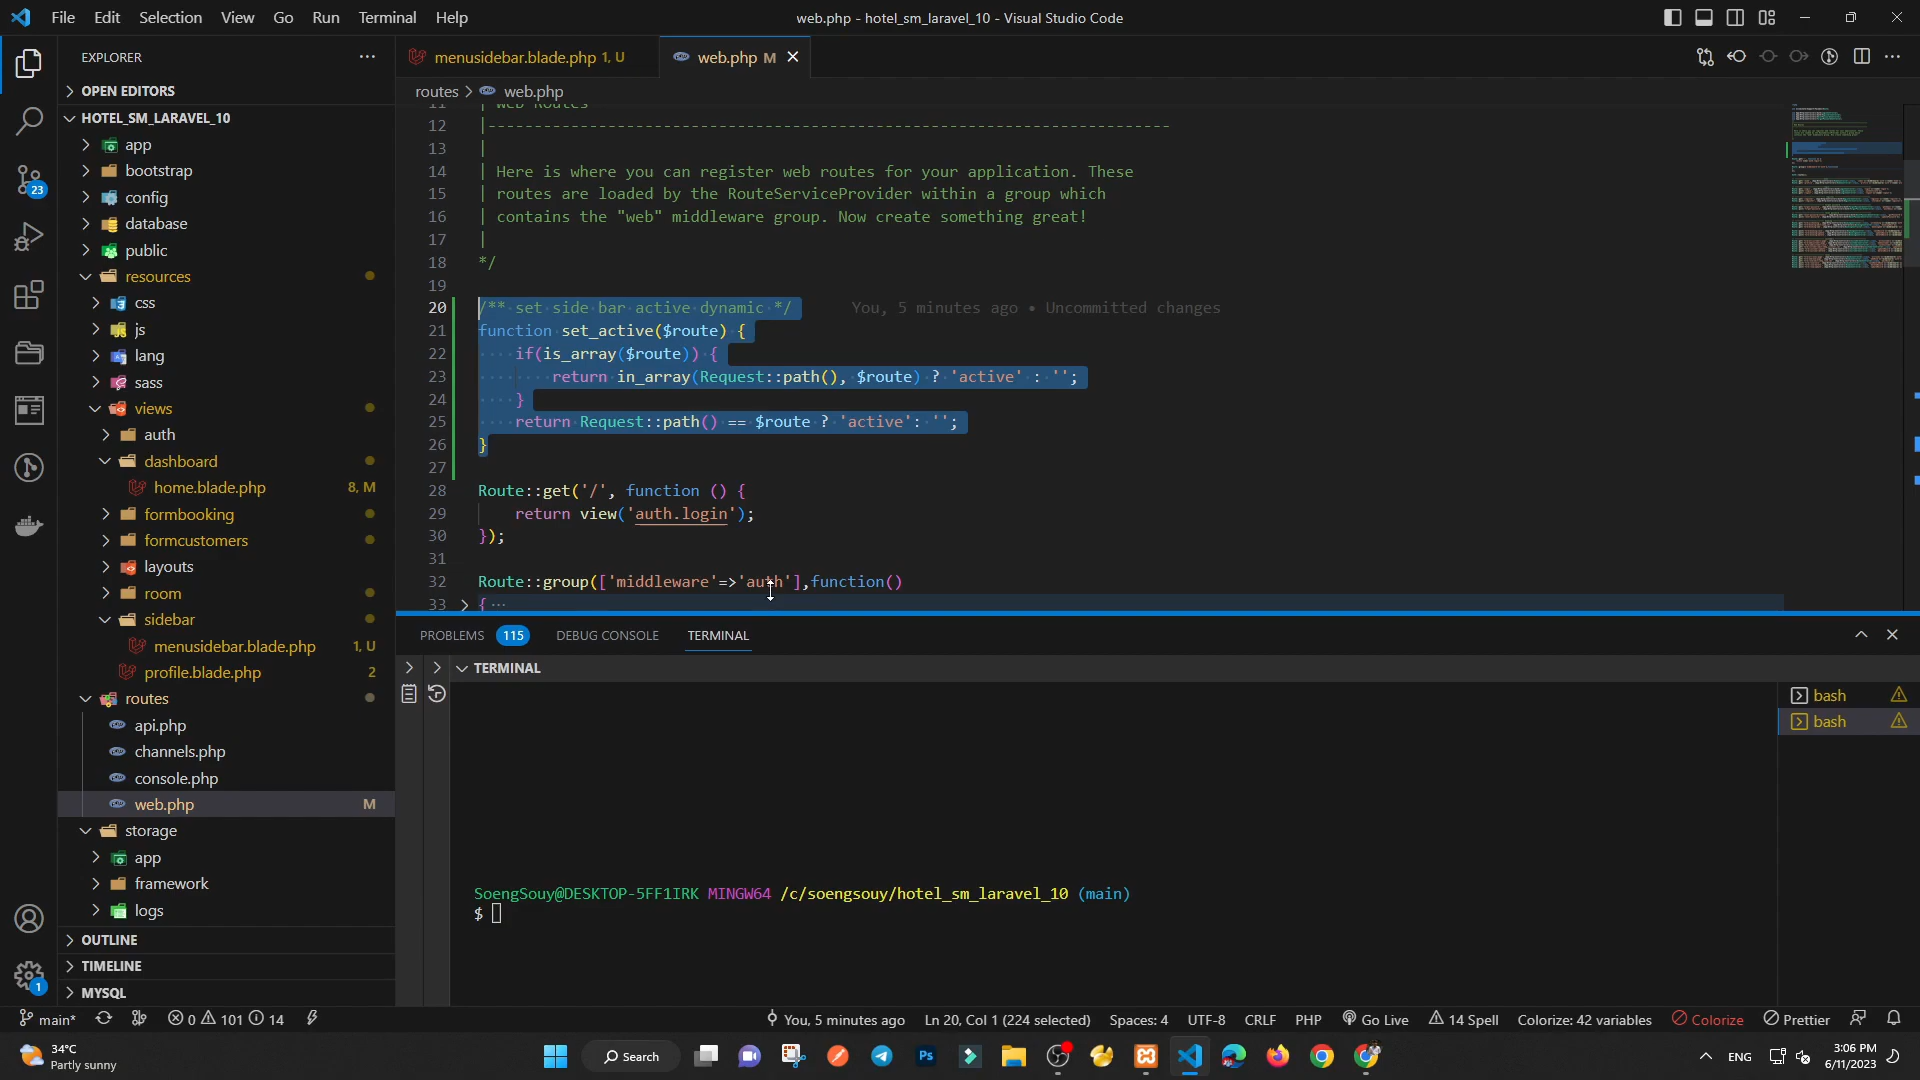 File Edit Selection View Go Run Terminal Help
web.php - hotel_sm_laravel_10 - Visual Studio Code
EXPLORER
OPEN EDITORS
HOTEL_SM_LARAVEL_10
app
bootstrap
config
database
public
resources
css
js
lang
sass
views
auth
dashboard
home.blade.php 8, M
formbooking
formcustomers
layouts
room
sidebar
menusidebar.blade.php 1, U
profile.blade.php 2
routes
api.php
channels.php
console.php
web.php M
storage
app
framework
logs
OUTLINE
TIMELINE
MYSQL
23
1
menusidebar.blade.php 1, U
web.php M
routes > web.php
11 | Web Routes
12 |--------------------------------------------------------------------------
13 |
14 | Here is where you can register web routes for your application. These
15 | routes are loaded by the RouteServiceProvider within a group which
16 | contains the "web" middleware group. Now create something great!
17 |
18 */
19
20 /** set side bar active dynamic */ You, 5 minutes ago • Uncommitted changes
21 function set_active($route) {
22 if(is_array($route)) {
23 return in_array(Request::path(), $route) ? 'active' : '';
24 }
25 return Request::path() == $route ? 'active': '';
26 }
27
28 Route::get('/', function () {
29 return view('auth.login');
30 });
31
32 Route::group(['middleware'=>'auth'],function()
33 { ···
PROBLEMS 115 DEBUG CONSOLE TERMINAL
TERMINAL
bash
bash
SoengSouy@DESKTOP-5FF1IRK MINGW64 /c/soengsouy/hotel_sm_laravel_10 (main)
$
main* 0 101 14 You, 5 minutes ago Ln 20, Col 1 (224 selected) Spaces: 4 UTF-8 CRLF PHP Go Live 14 Spell Colorize: 42 variables Colorize Prettier
34°C
Partly sunny
Search
Ps
ENG
3:06 PM
6/11/2023